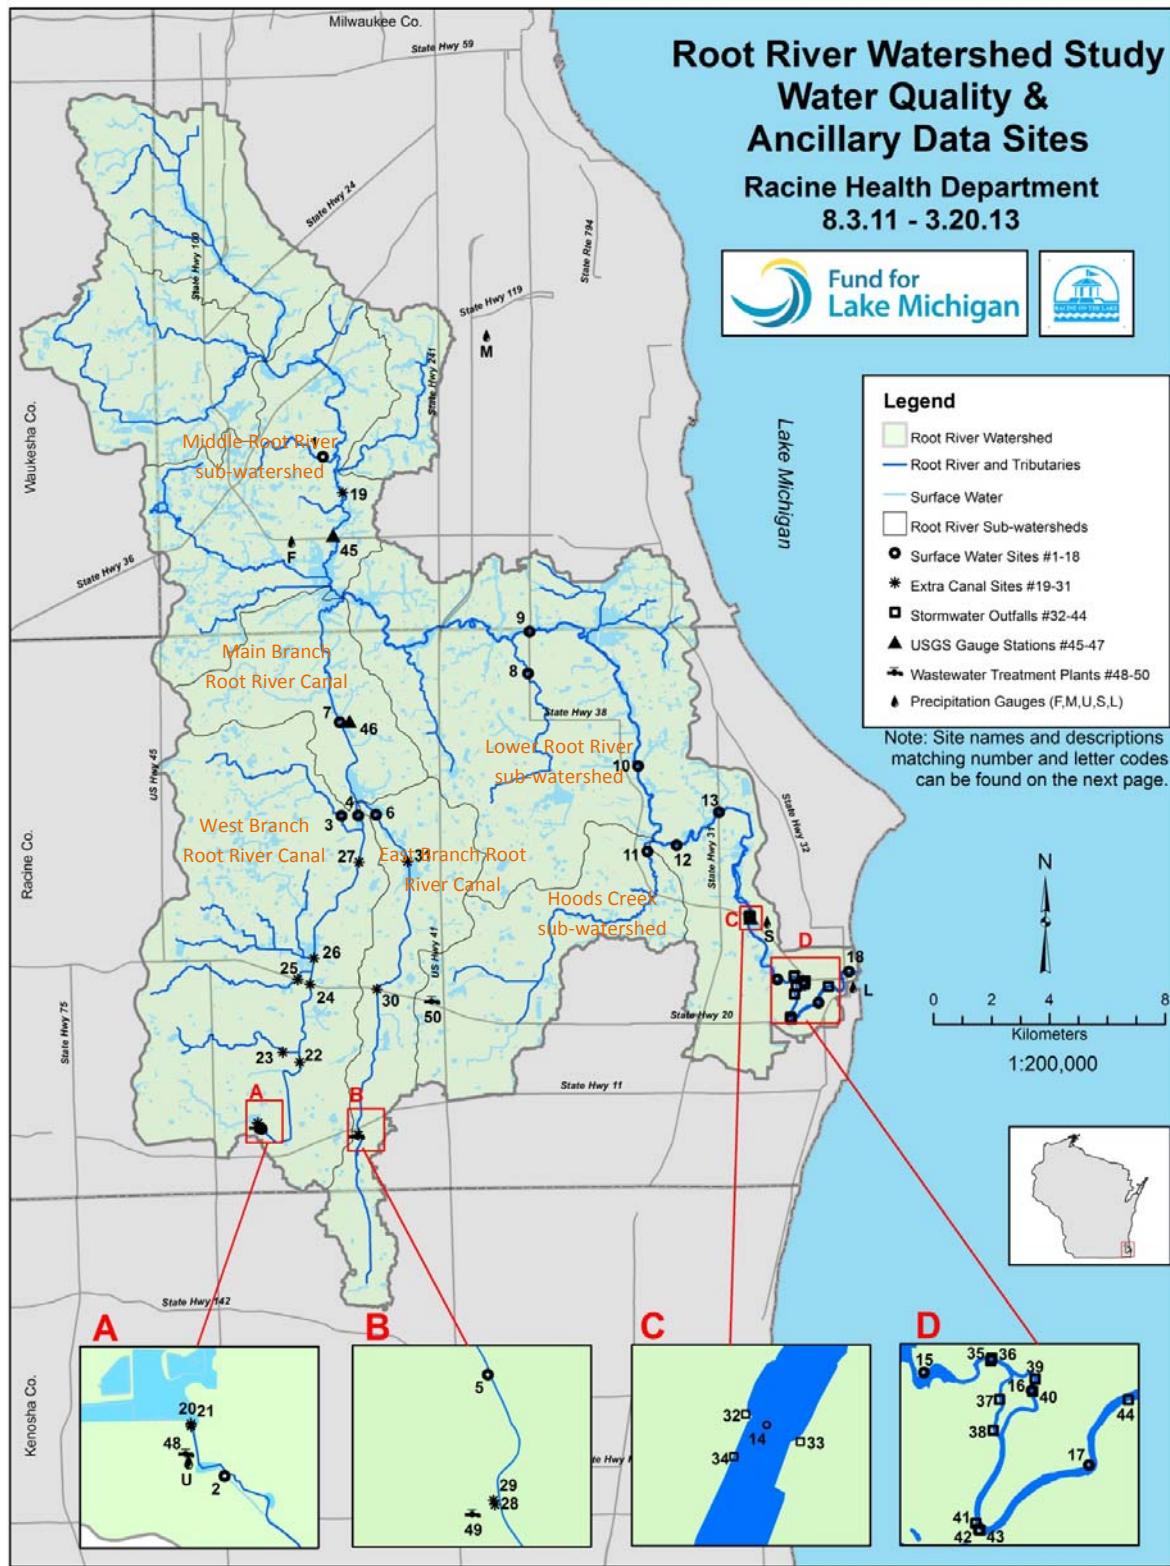 Milwaukee Co.
State Hwy 59
Root River Watershed Study
Water Quality &
Ancillary Data Sites
Racine Health Department
8.3.11 - 3.20.13
Fund for
Lake Michigan
RACINE ON THE LAKE
State Hwy 24
State Hwy 100
State Rte 794
State Hwy 119
M
State Hwy 241
Waukesha Co.
Lake Michigan
Legend
Root River Watershed
Root River and Tributaries
Surface Water
Root River Sub-watersheds
Surface Water Sites #1-18
Extra Canal Sites #19-31
Stormwater Outfalls #32-44
USGS Gauge Stations #45-47
Wastewater Treatment Plants #48-50
Precipitation Gauges (F,M,U,S,L)
Note: Site names and descriptions
matching number and letter codes
can be found on the next page.
Middle Root River
sub-watershed
19
F
45
State Hwy 36
9
8
Main Branch
Root River Canal
7
46
State Hwy 38
Lower Root River
sub-watershed
10
US Hwy 45
4
6
3
13
State Hwy 31
State Hwy 32
West Branch
Root River Canal
27
31
East Branch Root
River Canal
11
12
Racine Co.
Hoods Creek
sub-watershed
C
S
D
18
L
N
26
25
24
30
US Hwy 41
50
State Hwy 20
State Hwy 75
23
22
0 2 4 8
Kilometers
1:200,000
State Hwy 11
A
B
State Hwy 142
Kenosha Co.
A
20
21
48
U
2
B
5
29
28
49
C
32
14
33
34
D
15
35
36
39
16
40
37
38
44
17
41
42
43